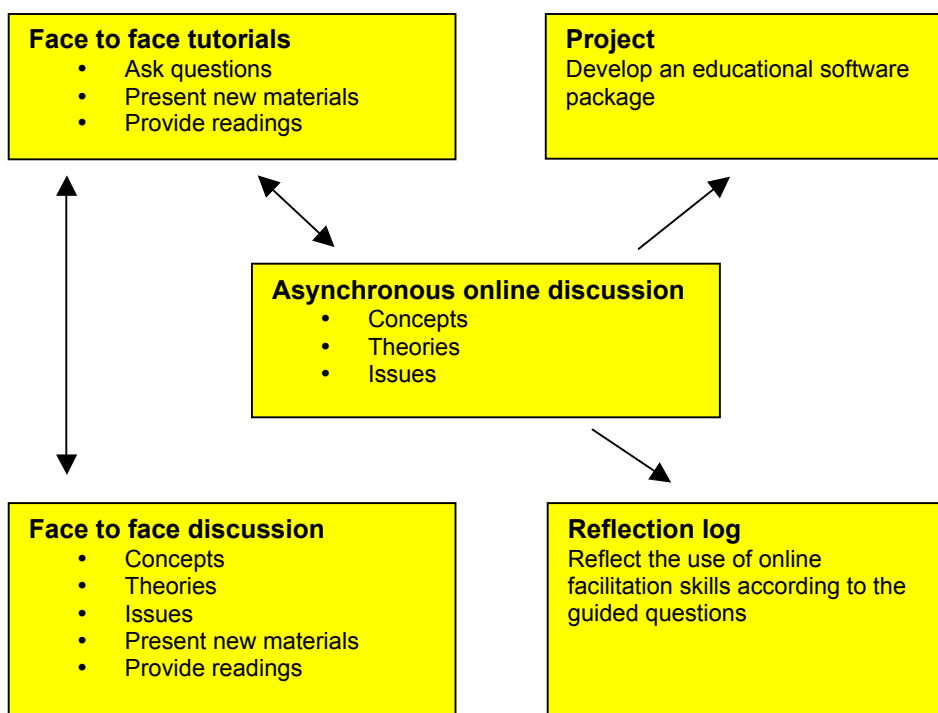 Face to face tutorials
• Ask questions
• Present new materials
• Provide readings
Project
Develop an educational software
package
Asynchronous online discussion
• Concepts
• Theories
• Issues
Face to face discussion
• Concepts
• Theories
• Issues
• Present new materials
• Provide readings
Reflection log
Reflect the use of online
facilitation skills according to the
guided questions